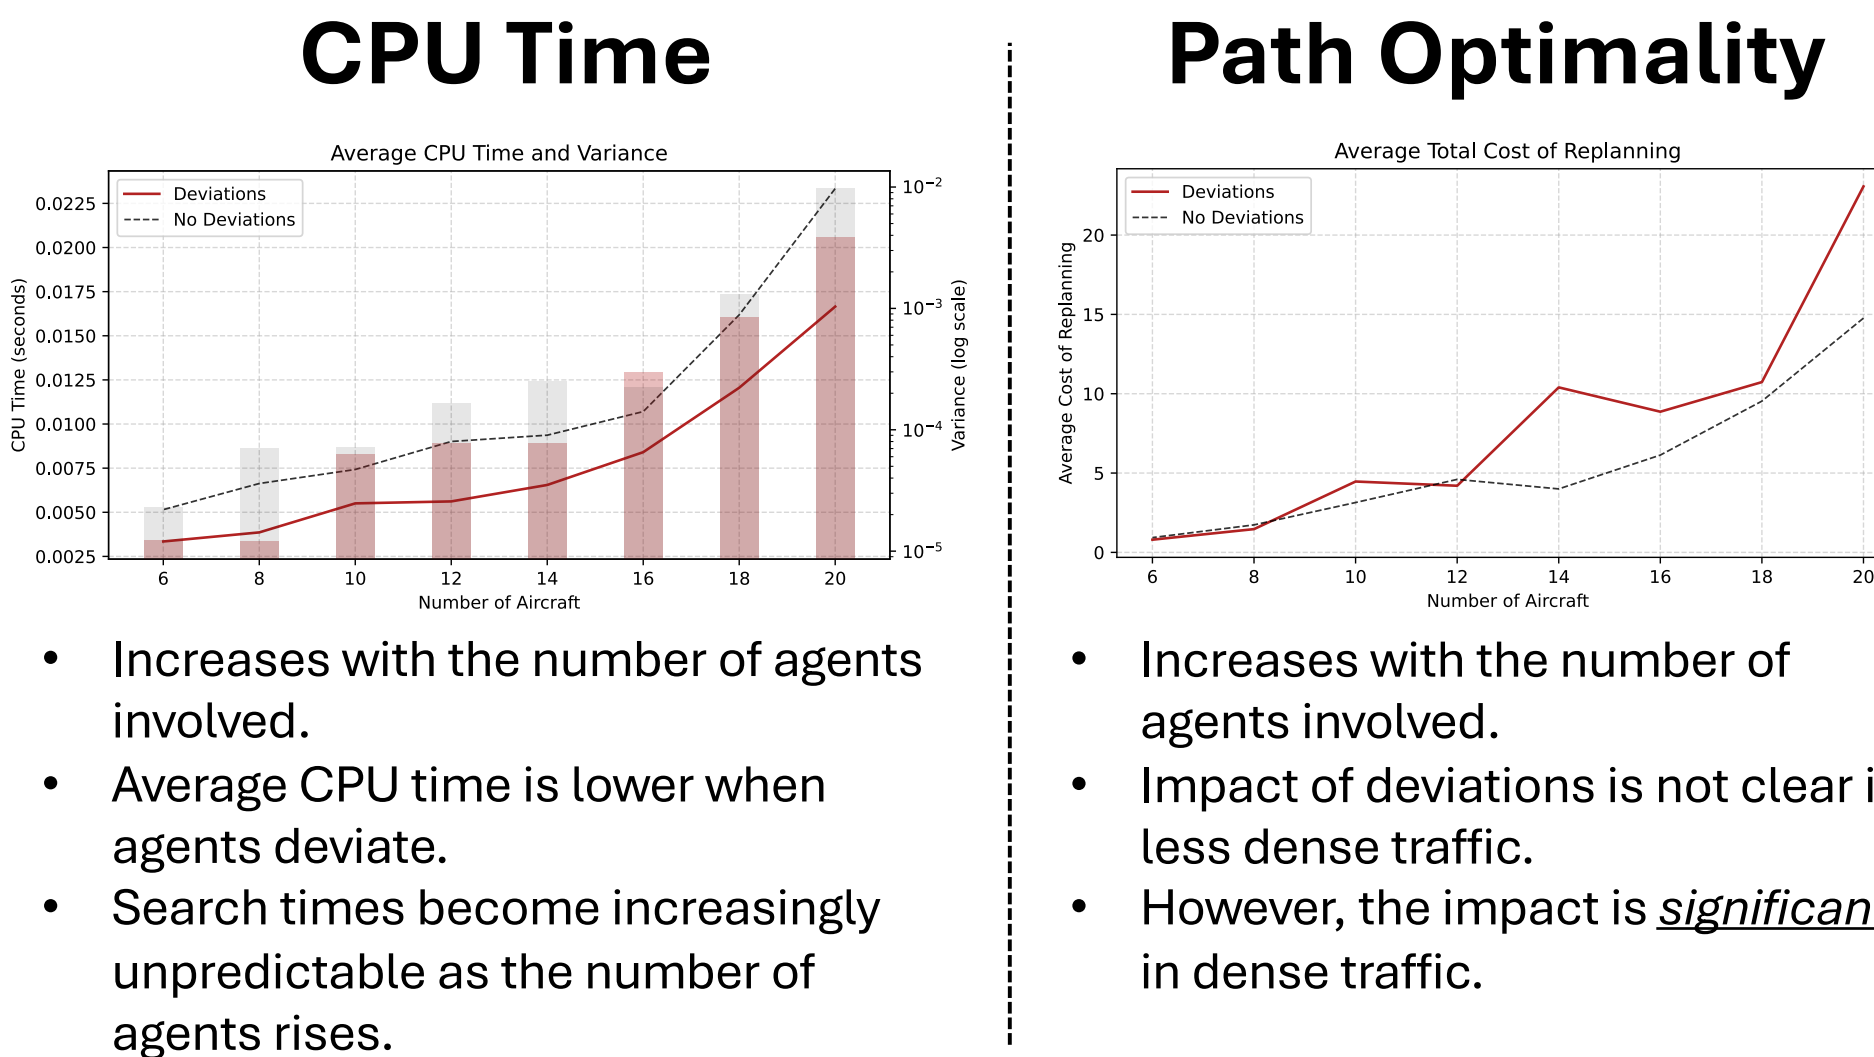 CPU Time
Average CPU Time and Variance
Deviations
No Deviations
0.0225
0.0200
0.0175
0.0150
0.0125
0.0100
0.0075
0.0050
0.0025
CPU Time (seconds)
10⁻²
10⁻³
10⁻⁴
10⁻⁵
Variance (log scale)
6 8 10 12 14 16 18 20
Number of Aircraft
• Increases with the number of agents
involved.
• Average CPU time is lower when
agents deviate.
• Search times become increasingly
unpredictable as the number of
agents rises.
Path Optimality
Average Total Cost of Replanning
Deviations
No Deviations
20
15
10
5
0
Average Cost of Replanning
6 8 10 12 14 16 18 20
Number of Aircraft
• Increases with the number of
agents involved.
• Impact of deviations is not clear i
less dense traffic.
• However, the impact is significan
in dense traffic.